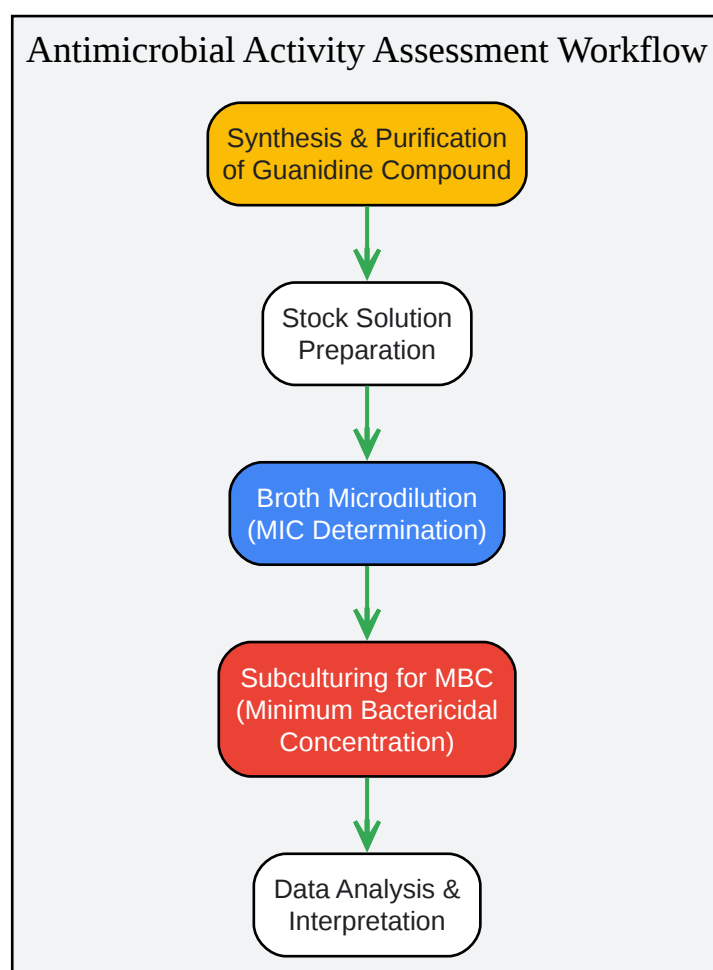 Antimicrobial Activity Assessment Workflow
Synthesis & Purification
of Guanidine Compound
Stock Solution
Preparation
Broth Microdilution
(MIC Determination)
Subculturing for MBC
(Minimum Bactericidal
Concentration)
Data Analysis &
Interpretation